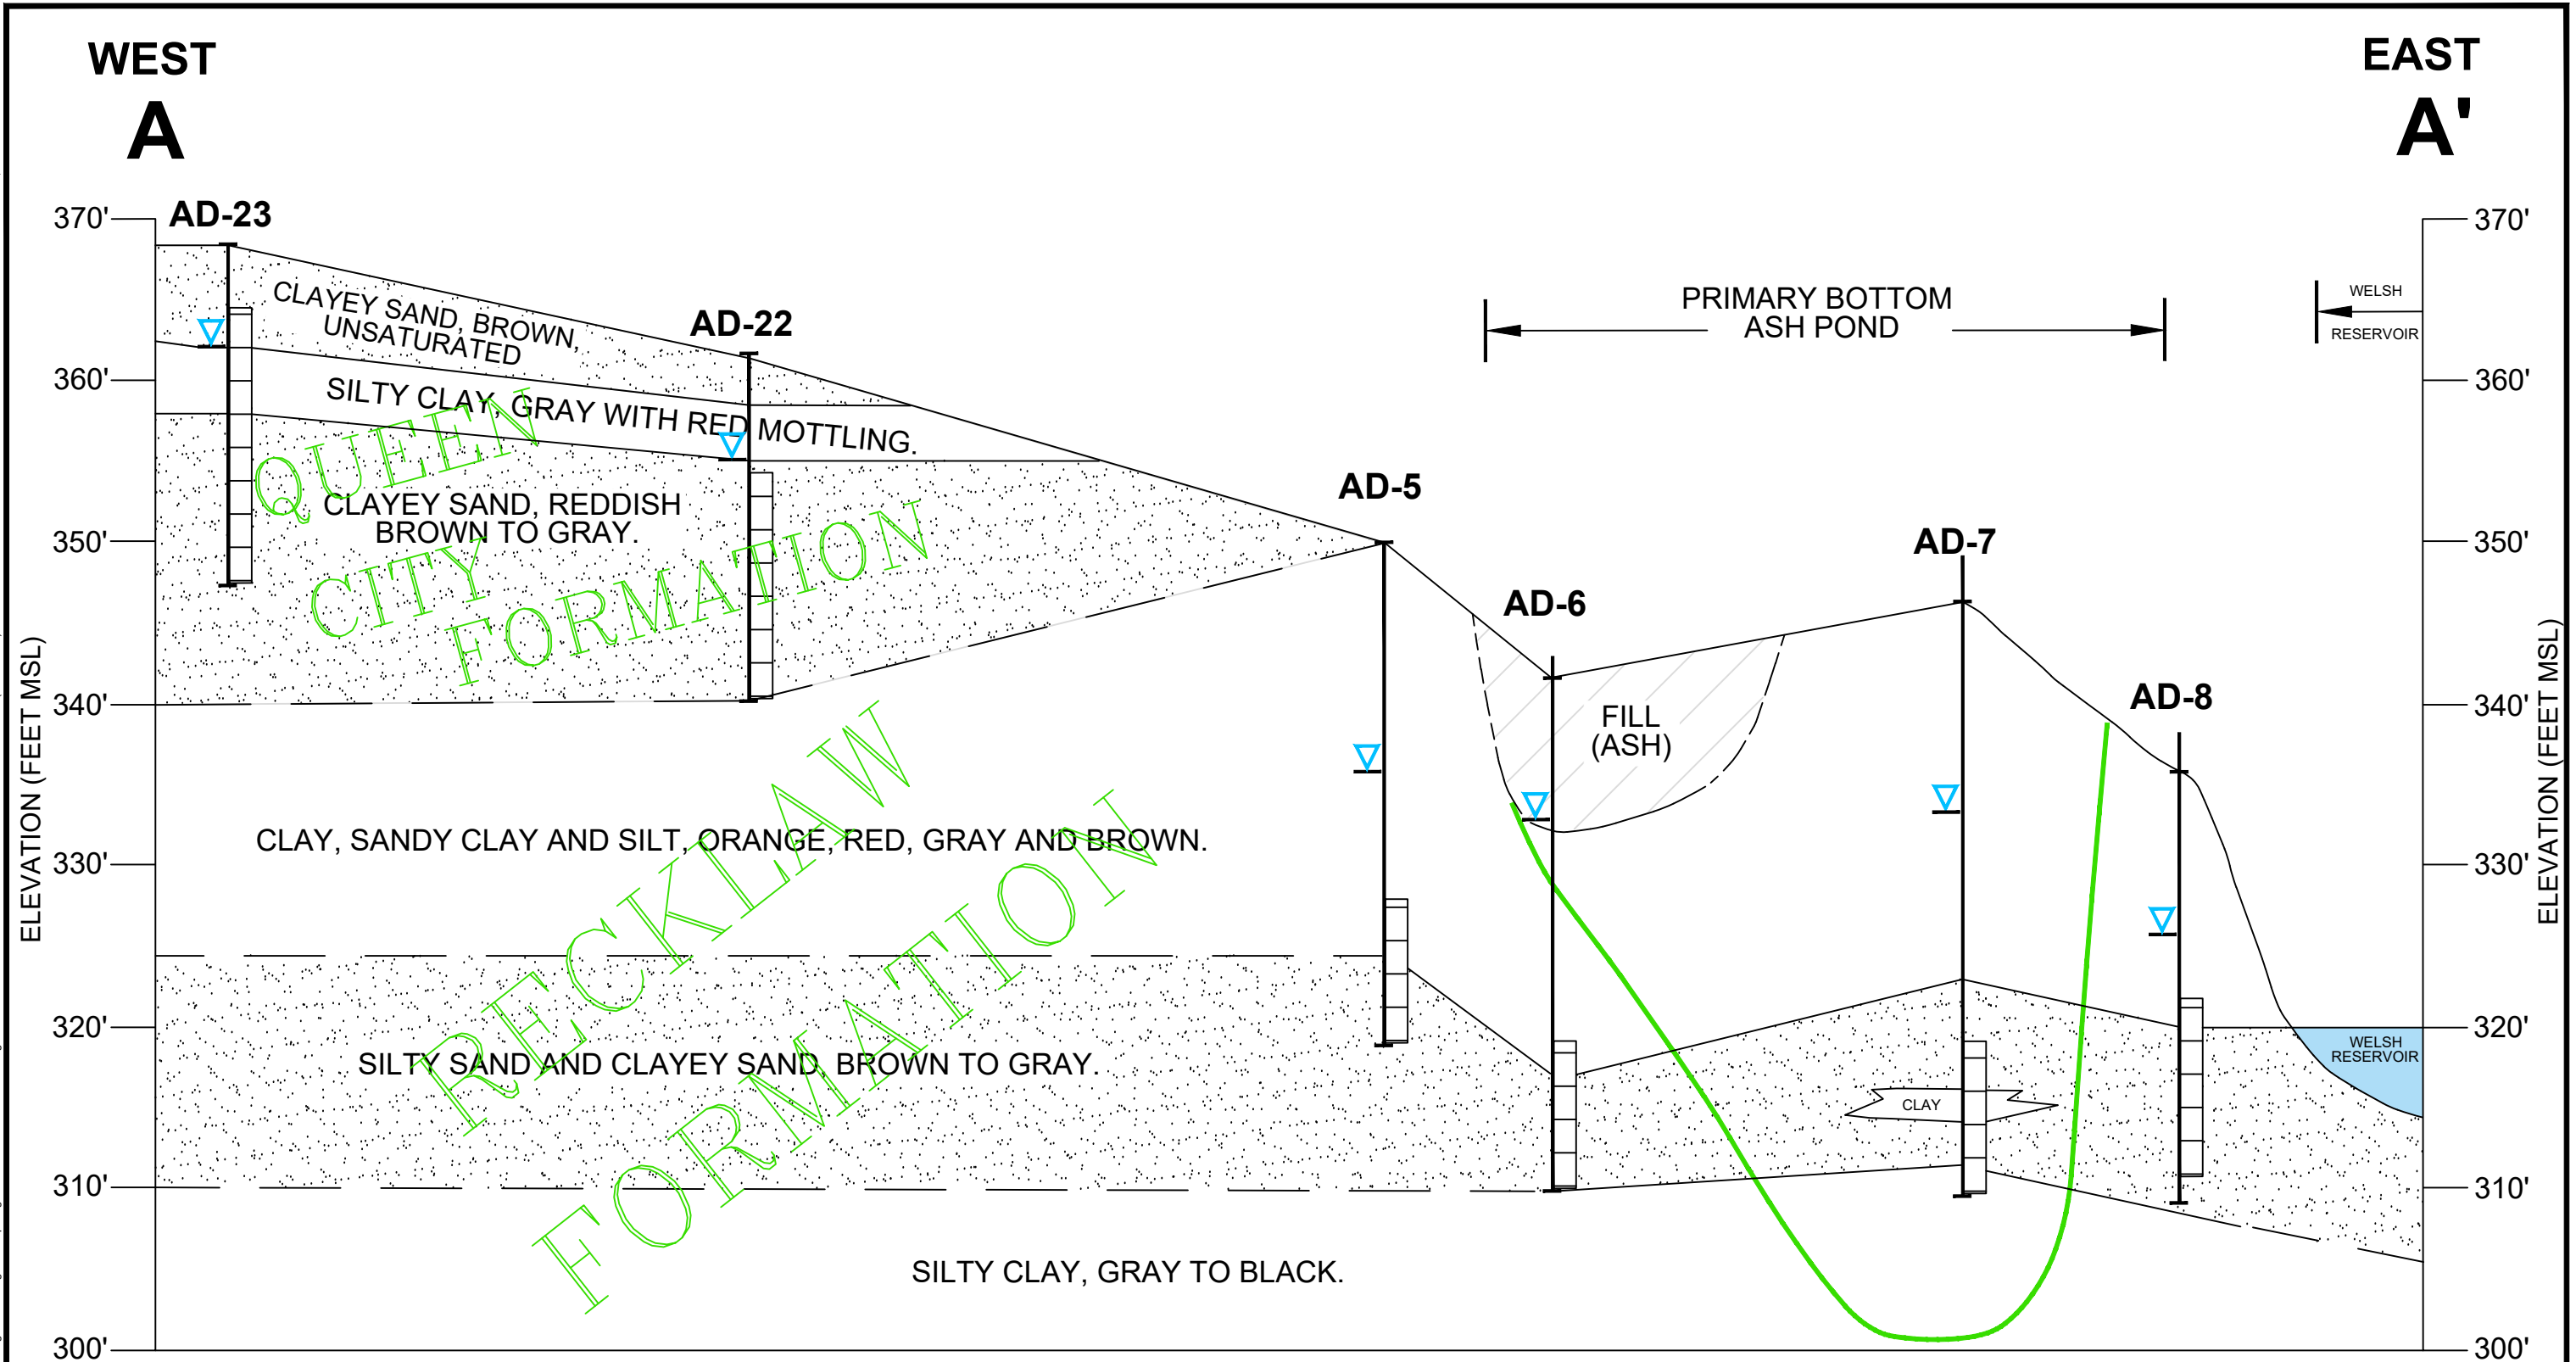 WEST
A
EAST
A'
370'
AD-23
370'
CLAYEY SAND, BROWN,
UNSATURATED
AD-22
PRIMARY BOTTOM
ASH POND
WELSH
RESERVOIR
360'
360'
SILTY CLAY, GRAY WITH RED MOTTLING.
QUEEN
CITY
FORMATION
CLAYEY SAND, REDDISH
BROWN TO GRAY.
AD-5
350'
AD-7
350'
AD-6
ELEVATION (FEET MSL)
ELEVATION (FEET MSL)
340'
AD-8
340'
FILL
(ASH)
RECKLAW
FORMATION
CLAY, SANDY CLAY AND SILT, ORANGE, RED, GRAY AND BROWN.
330'
330'
320'
320'
WELSH
RESERVOIR
SILTY SAND AND CLAYEY SAND, BROWN TO GRAY.
CLAY
310'
310'
SILTY CLAY, GRAY TO BLACK.
300'
300'